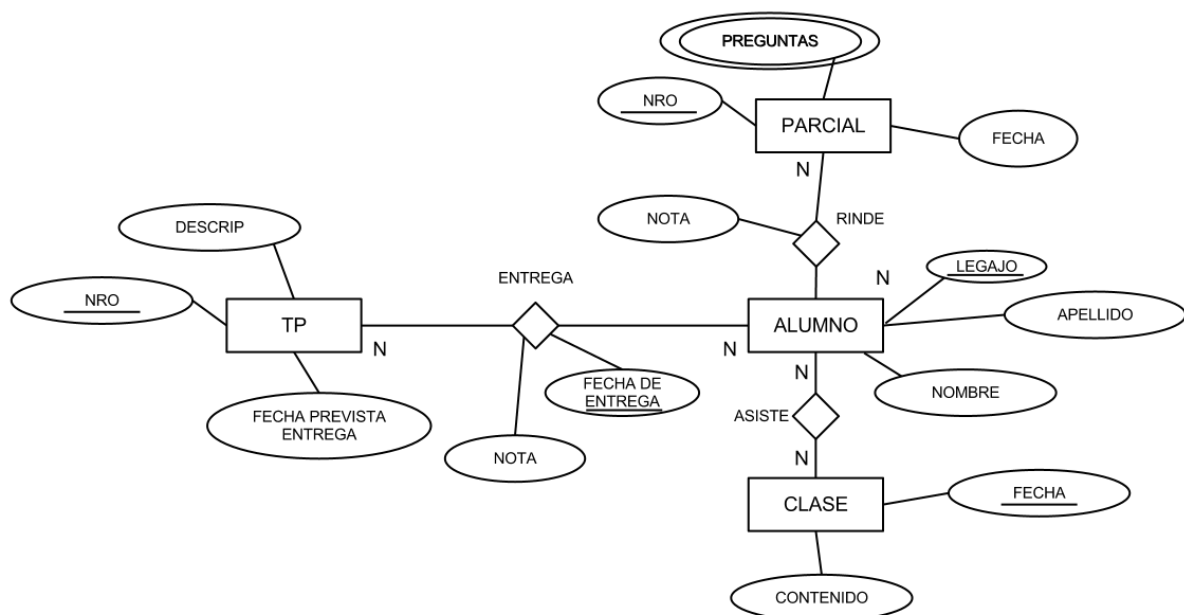 PREGUNTAS
NRO
PARCIAL
FECHA
N
NOTA
RINDE
DESCRIP
LEGAJO
ENTREGA
N
NRO
APELLIDO
TP
ALUMNO
N
N
N
FECHA DE
ENTREGA
NOMBRE
FECHA PREVISTA
ENTREGA
ASISTE
NOTA
N
FECHA
CLASE
CONTENIDO